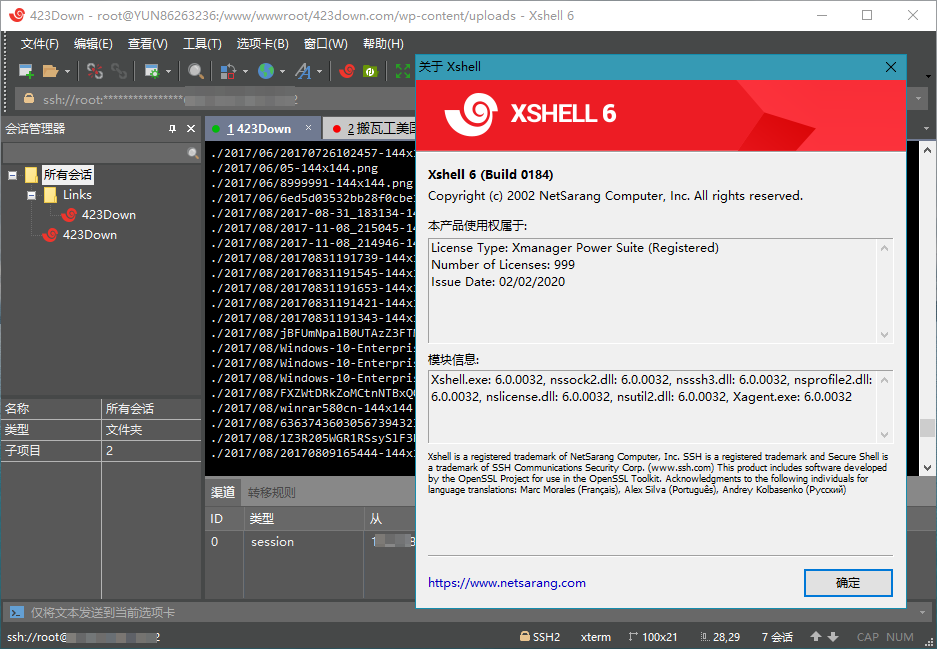 423Down - root@YUN86263236:/www/wwwroot/423down.com/wp-content/uploads - Xshell 6
文件(F) 编辑(E) 查看(V) 工具(T) 选项卡(B) 窗口(W) 帮助(H)
ssh://root:****************
会话管理器
1 423Down
2 搬瓦工美国
所有会话
Links
423Down
423Down
名称 所有会话
类型 文件夹
子项目 2
./2017/06/20170726102457-144x
./2017/06/05-144x144.png
./2017/06/8999991-144x144.png
./2017/06/6ed5d03532bb28f0cbe
./2017/08/2017-08-31_183134-14
./2017/08/2017-11-08_215045-14
./2017/08/2017-11-08_214946-14
./2017/08/20170831191739-144x
./2017/08/20170831191545-144x
./2017/08/20170831191653-144x
./2017/08/20170831191421-144x
./2017/08/20170831191343-144x
./2017/08/jBFUmNpalB0UTAzZ3FT
./2017/08/Windows-10-Enterpris
./2017/08/Windows-10-Enterpris
./2017/08/Windows-10-Enterpris
./2017/08/FXZWtDRkZoMCtnNTBxQ
./2017/08/winrar580cn-144x144
./2017/08/6363743603056739432
./2017/08/1Z3R205WGR1RSsyS1F3
./2017/08/20170809165444-144x
渠道 转移规则
ID 类型 从
0 session
关于 Xshell
XSHELL 6
Xshell 6 (Build 0184)
Copyright (c) 2002 NetSarang Computer, Inc. All rights reserved.
本产品使用权属于:
License Type: Xmanager Power Suite (Registered)
Number of Licenses: 999
Issue Date: 02/02/2020
模块信息:
Xshell.exe: 6.0.0032, nssock2.dll: 6.0.0032, nsssh3.dll: 6.0.0032, nsprofile2.dll:
6.0.0032, nslicense.dll: 6.0.0032, nsutil2.dll: 6.0.0032, Xagent.exe: 6.0.0032
Xshell is a registered trademark of NetSarang Computer, Inc. SSH is a registered trademark and Secure Shell is
a trademark of SSH Communications Security Corp. (www.ssh.com) This product includes software developed
by the OpenSSL Project for use in the OpenSSL Toolkit. Acknowledgments to the following individuals for
language translations: Marc Morales (Français), Alex Silva (Português), Andrey Kolbasenko (Русский)
https://www.netsarang.com
确定
仅将文本发送到当前选项卡
ssh://root@
SSH2 xterm 100x21 28,29 7 会话 CAP NUM